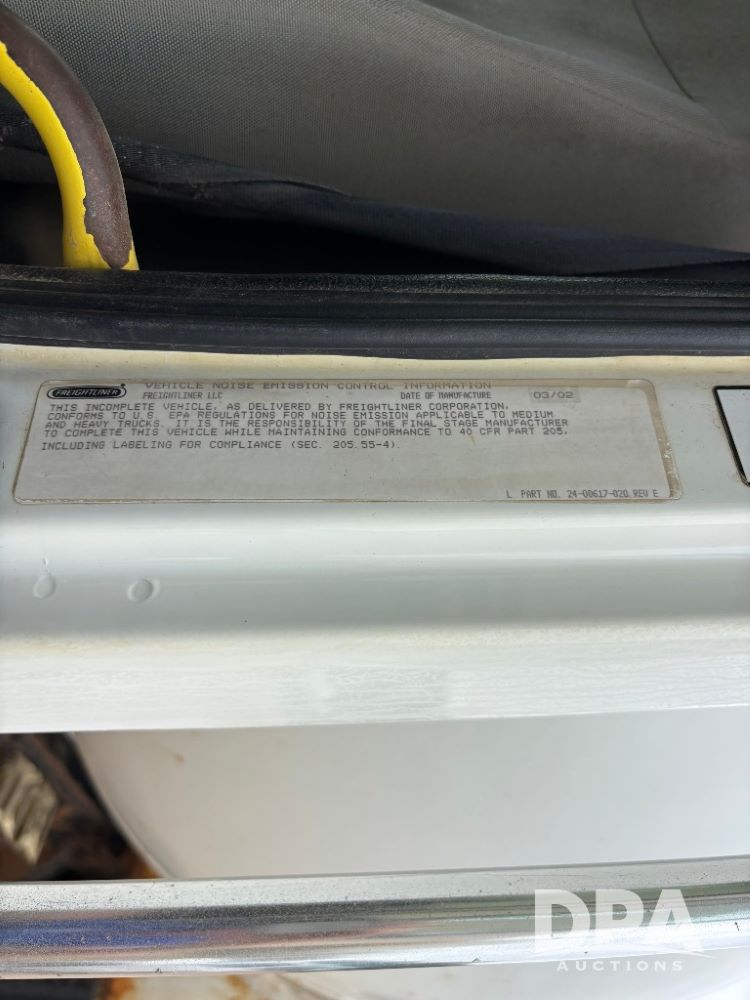 VEHICLE NOISE EMISSION CONTROL INFORMATION
FREIGHTLINER FREIGHTLINER LLC DATE OF MANUFACTURE 03/02
THIS INCOMPLETE VEHICLE, AS DELIVERED BY FREIGHTLINER CORPORATION,
CONFORMS TO U.S. EPA REGULATIONS FOR NOISE EMISSION APPLICABLE TO MEDIUM
AND HEAVY TRUCKS. IT IS THE RESPONSIBILITY OF THE FINAL STAGE MANUFACTURER
TO COMPLETE THIS VEHICLE WHILE MAINTAINING CONFORMANCE TO 40 CFR PART 205,
INCLUDING LABELING FOR COMPLIANCE (SEC. 205.55-4).
L PART NO. 24-00617-020 REV E
DPA
AUCTIONS